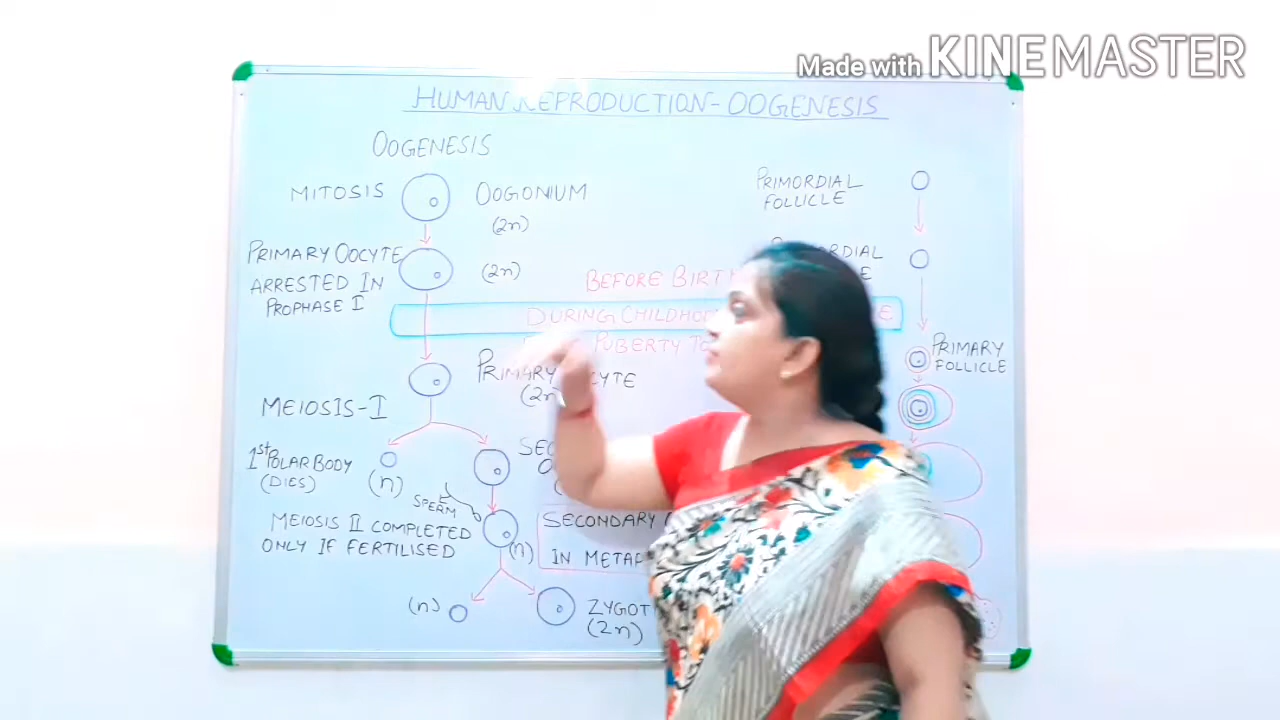 Made with KINEMASTER
HUMAN REPRODUCTION-OOGENESIS
OOGENESIS
MITOSIS
OOGONIUM
(2n)
PRIMARY OOCYTE
ARRESTED IN
PROPHASE I
(2n)
BEFORE BIRTH
DURING CHILDHOO
PUBERTY TO
PRIMARY
(2n
MEIOSIS-I
1st POLAR BODY
(DIES)
(n)
SPERM
MEIOSIS II COMPLETED
ONLY IF FERTILISED
(n)
SECONDARY
IN METAP
(n)
ZYGOT
(2n)
PRIMORDIAL
FOLLICLE
PRIMARY
FOLLICLE